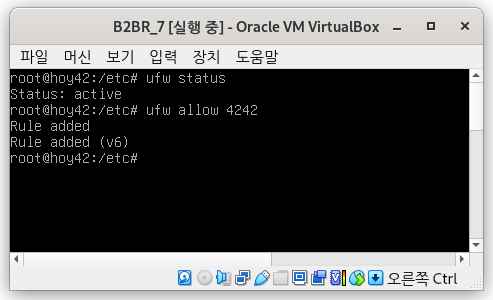 B2BR_7 [실행 중] - Oracle VM VirtualBox
파일 머신 보기 입력 장치 도움말
root@hoy42:/etc# ufw status
Status: active
root@hoy42:/etc# ufw allow 4242
Rule added
Rule added (v6)
root@hoy42:/etc#
오른쪽 Ctrl